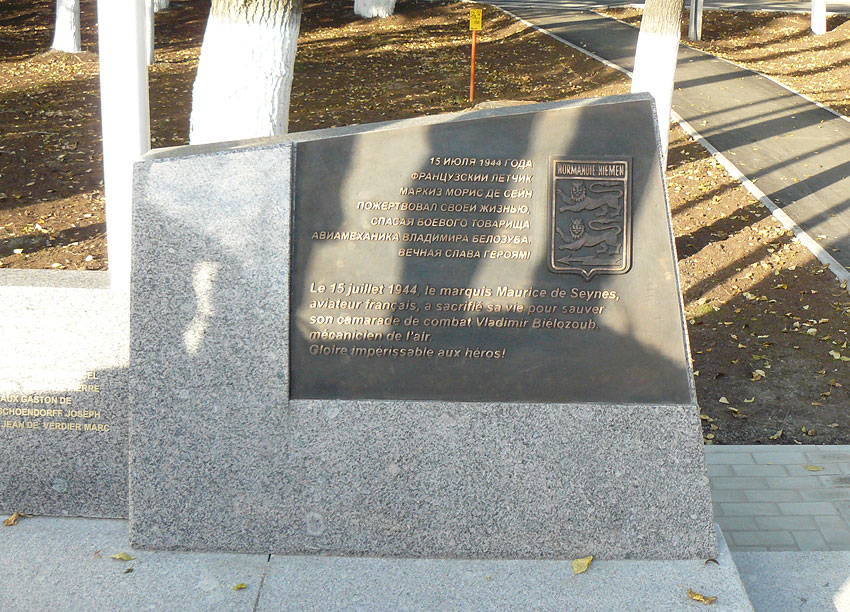 15 ИЮЛЯ 1944 ГОДА
ФРАНЦУЗСКИЙ ЛЕТЧИК
МАРКИЗ МОРИС ДЕ СЕЙН
ПОЖЕРТВОВАЛ СВОЕЙ ЖИЗНЬЮ,
СПАСАЯ БОЕВОГО ТОВАРИЩА
АВИАМЕХАНИКА ВЛАДИМИРА БЕЛОЗУБА!
ВЕЧНАЯ СЛАВА ГЕРОЯМ!
NORMANDIE NIEMEN
Le 15 juillet 1944, le marquis Maurice de Seynes,
aviateur français, a sacrifié sa vie pour sauver
son camarade de combat Vladimir Bielozoub,
mécanicien de l'air.
Gloire impérissable aux héros!
AUX GASTON DE
SCHOENDORFF JOSEPH
JEAN DE VERDIER MARC